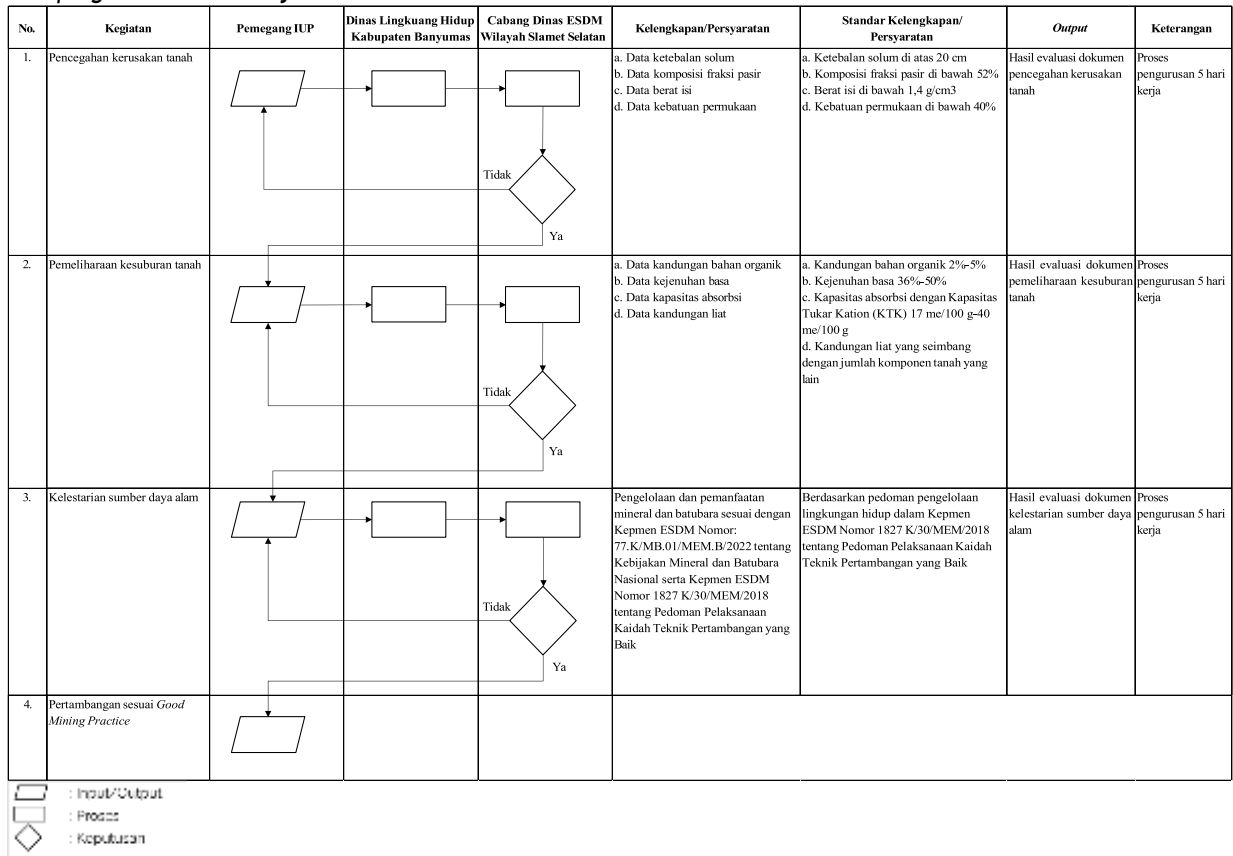 No.
Kegiatan
Pemegang IUP
Dinas Lingkuang Hidup
Kabupaten Banyumas
Cabang Dinas ESDM
Wilayah Slamet Selatan
Kelengkapan/Persyaratan
Standar Kelengkapan/
Persyaratan
Output
Keterangan
1.
Pencegahan kerusakan tanah
Tidak
Ya
a. Data ketebalan solum
b. Data komposisi fraksi pasir
c. Data berat isi
d. Data kebatuan permukaan
a. Ketebalan solum di atas 20 cm
b. Komposisi fraksi pasir di bawah 52%
c. Berat isi di bawah 1,4 g/cm3
d. Kebatuan permukaan di bawah 40%
Hasil evaluasi dokumen
pencegahan kerusakan
tanah
Proses
pengurusan 5 hari
kerja
2.
Pemeliharaan kesuburan tanah
Tidak
Ya
a. Data kandungan bahan organik
b. Data kejenuhan basa
c. Data kapasitas absorbsi
d. Data kandungan liat
a. Kandungan bahan organik 2%-5%
b. Kejenuhan basa 36%-50%
c. Kapasitas absorbsi dengan Kapasitas
Tukar Kation (KTK) 17 me/100 g-40
me/100 g
d. Kandungan liat yang seimbang
dengan jumlah komponen tanah yang
lain
Hasil evaluasi dokumen
pemeliharaan kesuburan
tanah
Proses
pengurusan 5 hari
kerja
3.
Kelestarian sumber daya alam
Tidak
Ya
Pengelolaan dan pemanfaatan
mineral dan batubara sesuai dengan
Kepmen ESDM Nomor:
77.K/MB.01/MEM.B/2022 tentang
Kebijakan Mineral dan Batubara
Nasional serta Kepmen ESDM
Nomor 1827 K/30/MEM/2018
tentang Pedoman Pelaksanaan
Kaidah Teknik Pertambangan yang
Baik
Berdasarkan pedoman pengelolaan
lingkungan hidup dalam Kepmen
ESDM Nomor 1827 K/30/MEM/2018
tentang Pedoman Pelaksanaan Kaidah
Teknik Pertambangan yang Baik
Hasil evaluasi dokumen
kelestarian sumber daya
alam
Proses
pengurusan 5 hari
kerja
4.
Pertambangan sesuai Good
Mining Practice
: Input/Output
: Proses
: Keputusan